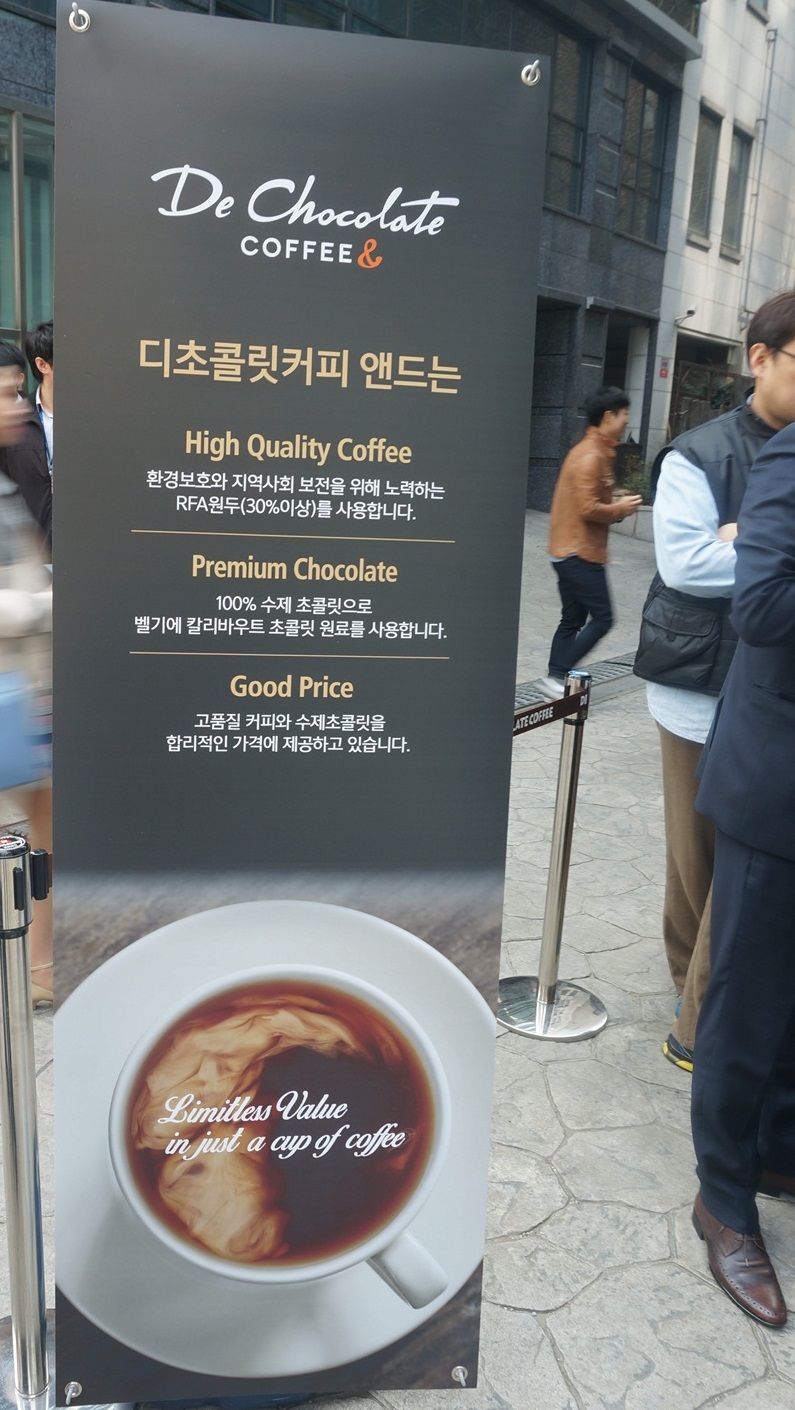 De Chocolate
COFFEE &
디초콜릿커피 앤드는
High Quality Coffee
환경보호와 지역사회 보전을 위해 노력하는
RFA원두(30%이상)를 사용합니다.
Premium Chocolate
100% 수제 초콜릿으로
벨기에 칼리바우트 초콜릿 원료를 사용합니다.
Good Price
고품질 커피와 수제초콜릿을
합리적인 가격에 제공하고 있습니다.
LATE COFFEE
DE
Limitless Value
in just a cup of coffee